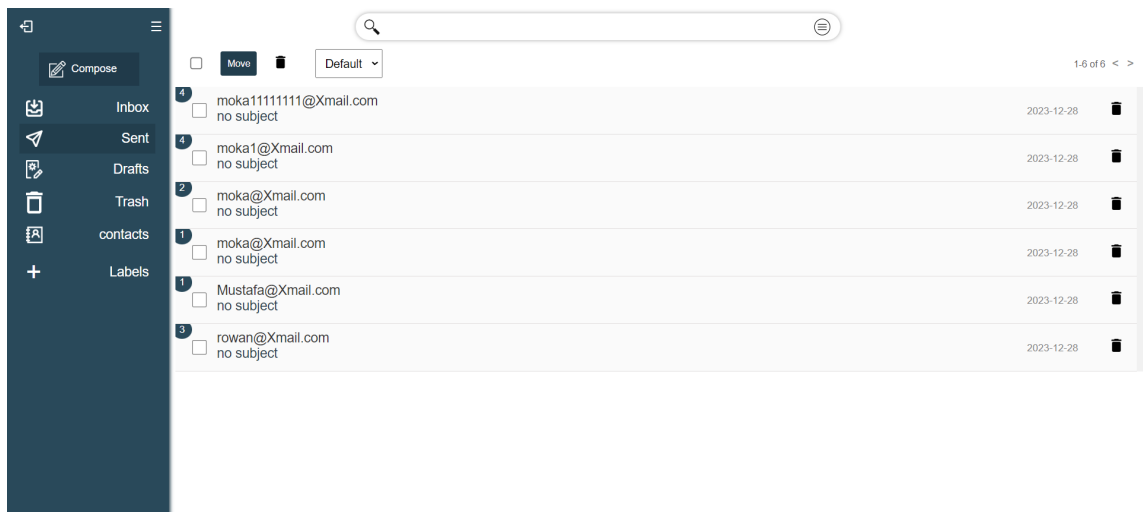 Compose
Inbox
Sent
Drafts
Trash
contacts
Labels
Move
Default
1-6 of 6 < >
4
moka11111111@Xmail.com
no subject
2023-12-28
4
moka1@Xmail.com
no subject
2023-12-28
2
moka@Xmail.com
no subject
2023-12-28
1
moka@Xmail.com
no subject
2023-12-28
1
Mustafa@Xmail.com
no subject
2023-12-28
3
rowan@Xmail.com
no subject
2023-12-28